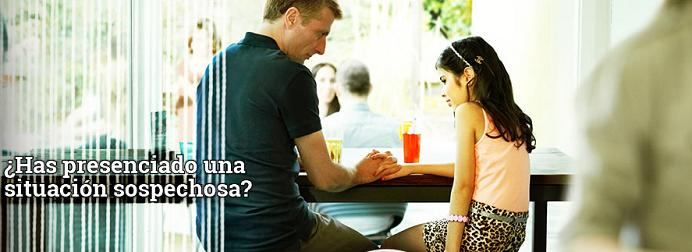 ¿Has presenciado una
situación sospechosa?